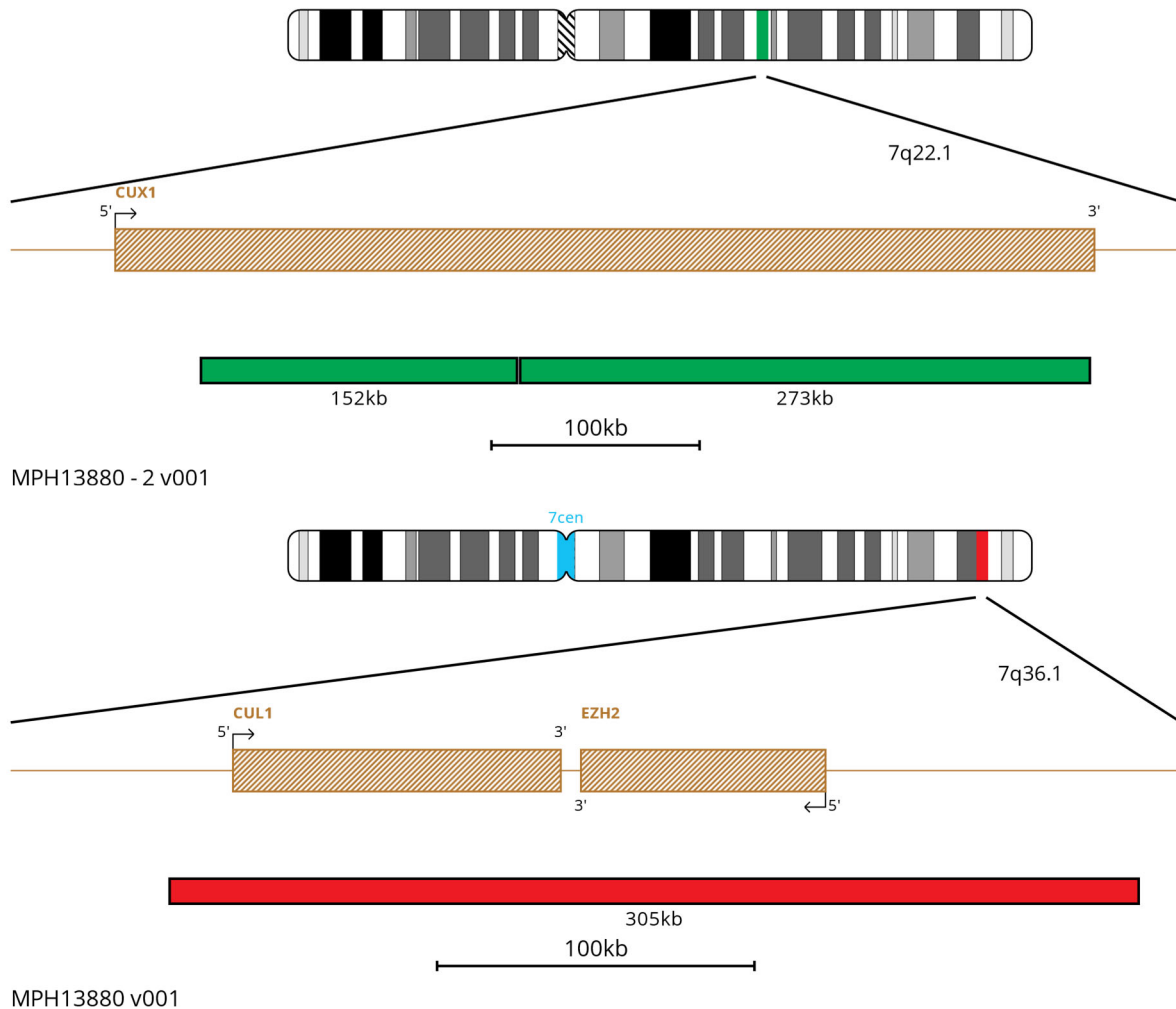 7q22.1
CUX1
5'
3'
152kb
273kb
100kb
MPH13880 - 2 v001
7cen
7q36.1
CUL1
EZH2
5'
3'
3'
5'
305kb
100kb
MPH13880 v001